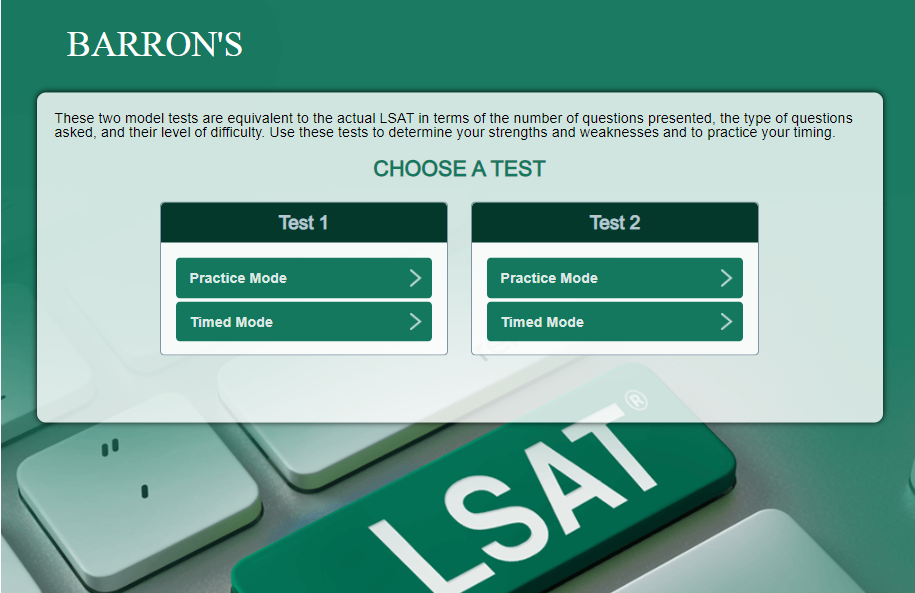 BARRON'S
These two model tests are equivalent to the actual LSAT in terms of the number of questions presented, the type of questions
asked, and their level of difficulty. Use these tests to determine your strengths and weaknesses and to practice your timing.
CHOOSE A TEST
Test 1
Practice Mode
Timed Mode
Test 2
Practice Mode
Timed Mode
LSAT®